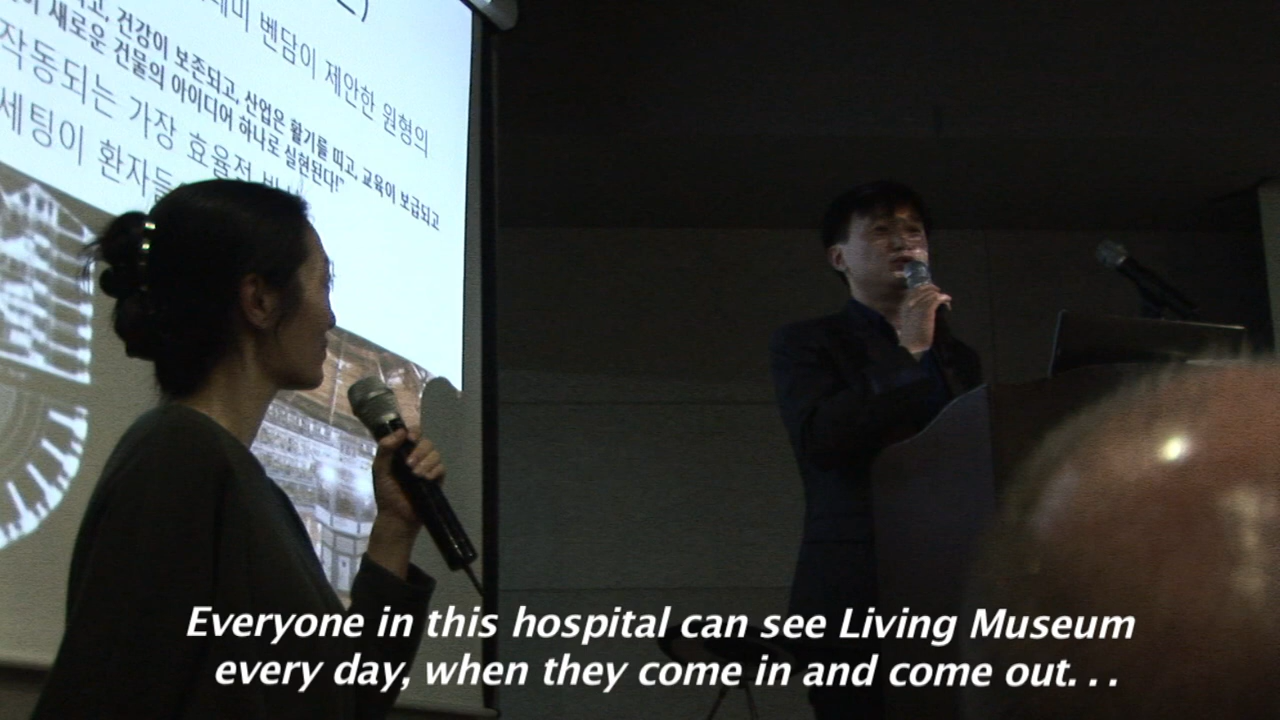 벤담이 제안한 원형의
건강이 보존되고, 산업은 활기를 띠고, 교육이 보급되고
새로운 건물의 아이디어 하나로 실현된다!"
작동되는 가장 효율적
세팅이 환자들
Everyone in this hospital can see Living Museum
every day, when they come in and come out...